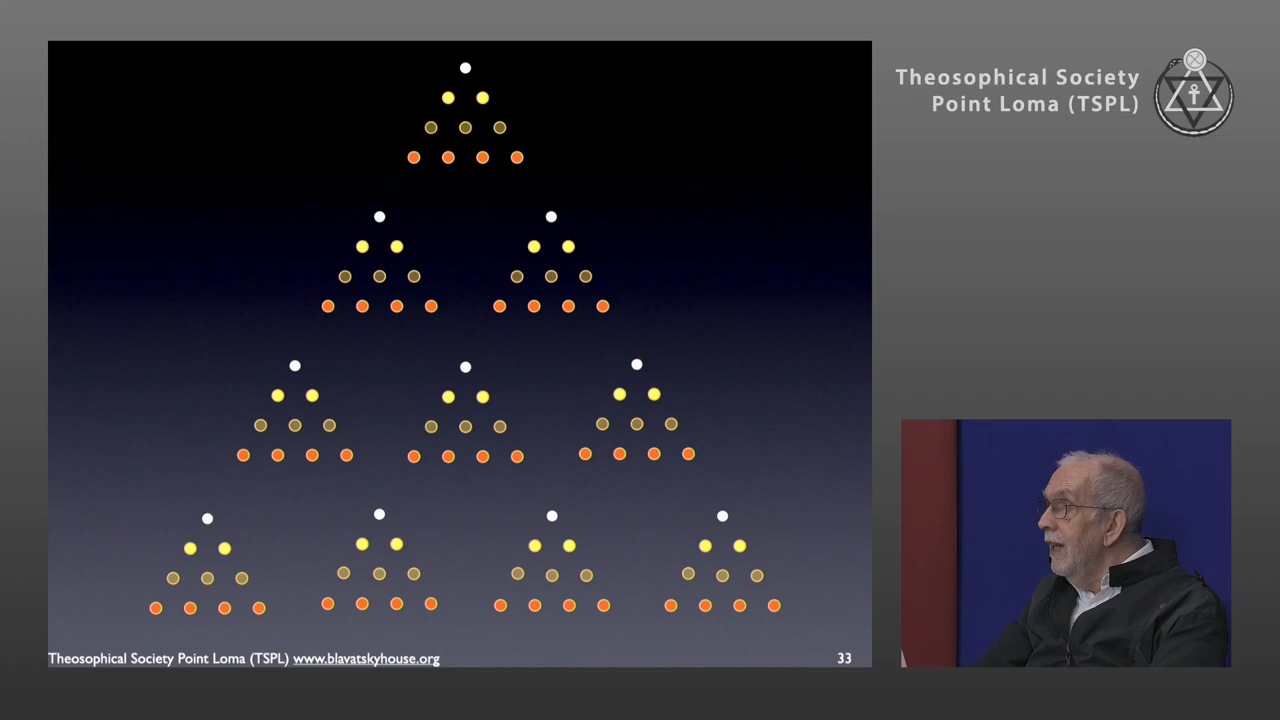 Theosophical Society
Point Loma (TSPL)
Theosophical Society Point Loma (TSPL) www.blavatskyhouse.org
33